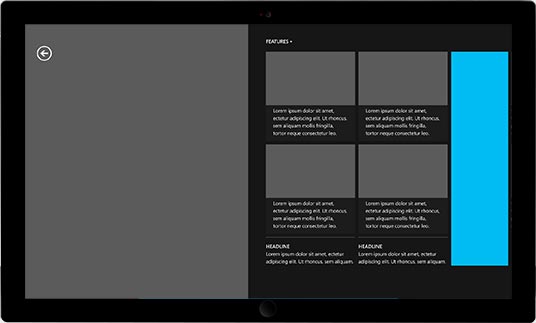 FEATURES
Lorem ipsum dolor sit amet,
ectetur adipiscing elit. Ut rhoncus,
sem aliquam mollis fringilla,
tortor neque consectetur leo.
Lorem ipsum dolor sit amet,
ectetur adipiscing elit. Ut rhoncus,
sem aliquam mollis fringilla,
tortor neque consectetur leo.
Lorem ipsum dolor sit amet,
ectetur adipiscing elit. Ut rhoncus,
sem aliquam mollis fringilla,
tortor neque consectetur leo.
Lorem ipsum dolor sit amet,
ectetur adipiscing elit. Ut rhoncus,
sem aliquam mollis fringilla,
tortor neque consectetur leo.
HEADLINE
Lorem ipsum dolor sit amet, ectetur
adipiscing elit. Ut rhoncus, sem aliquam.
HEADLINE
Lorem ipsum dolor sit amet, ectetur
adipiscing elit. Ut rhoncus, sem aliquam.